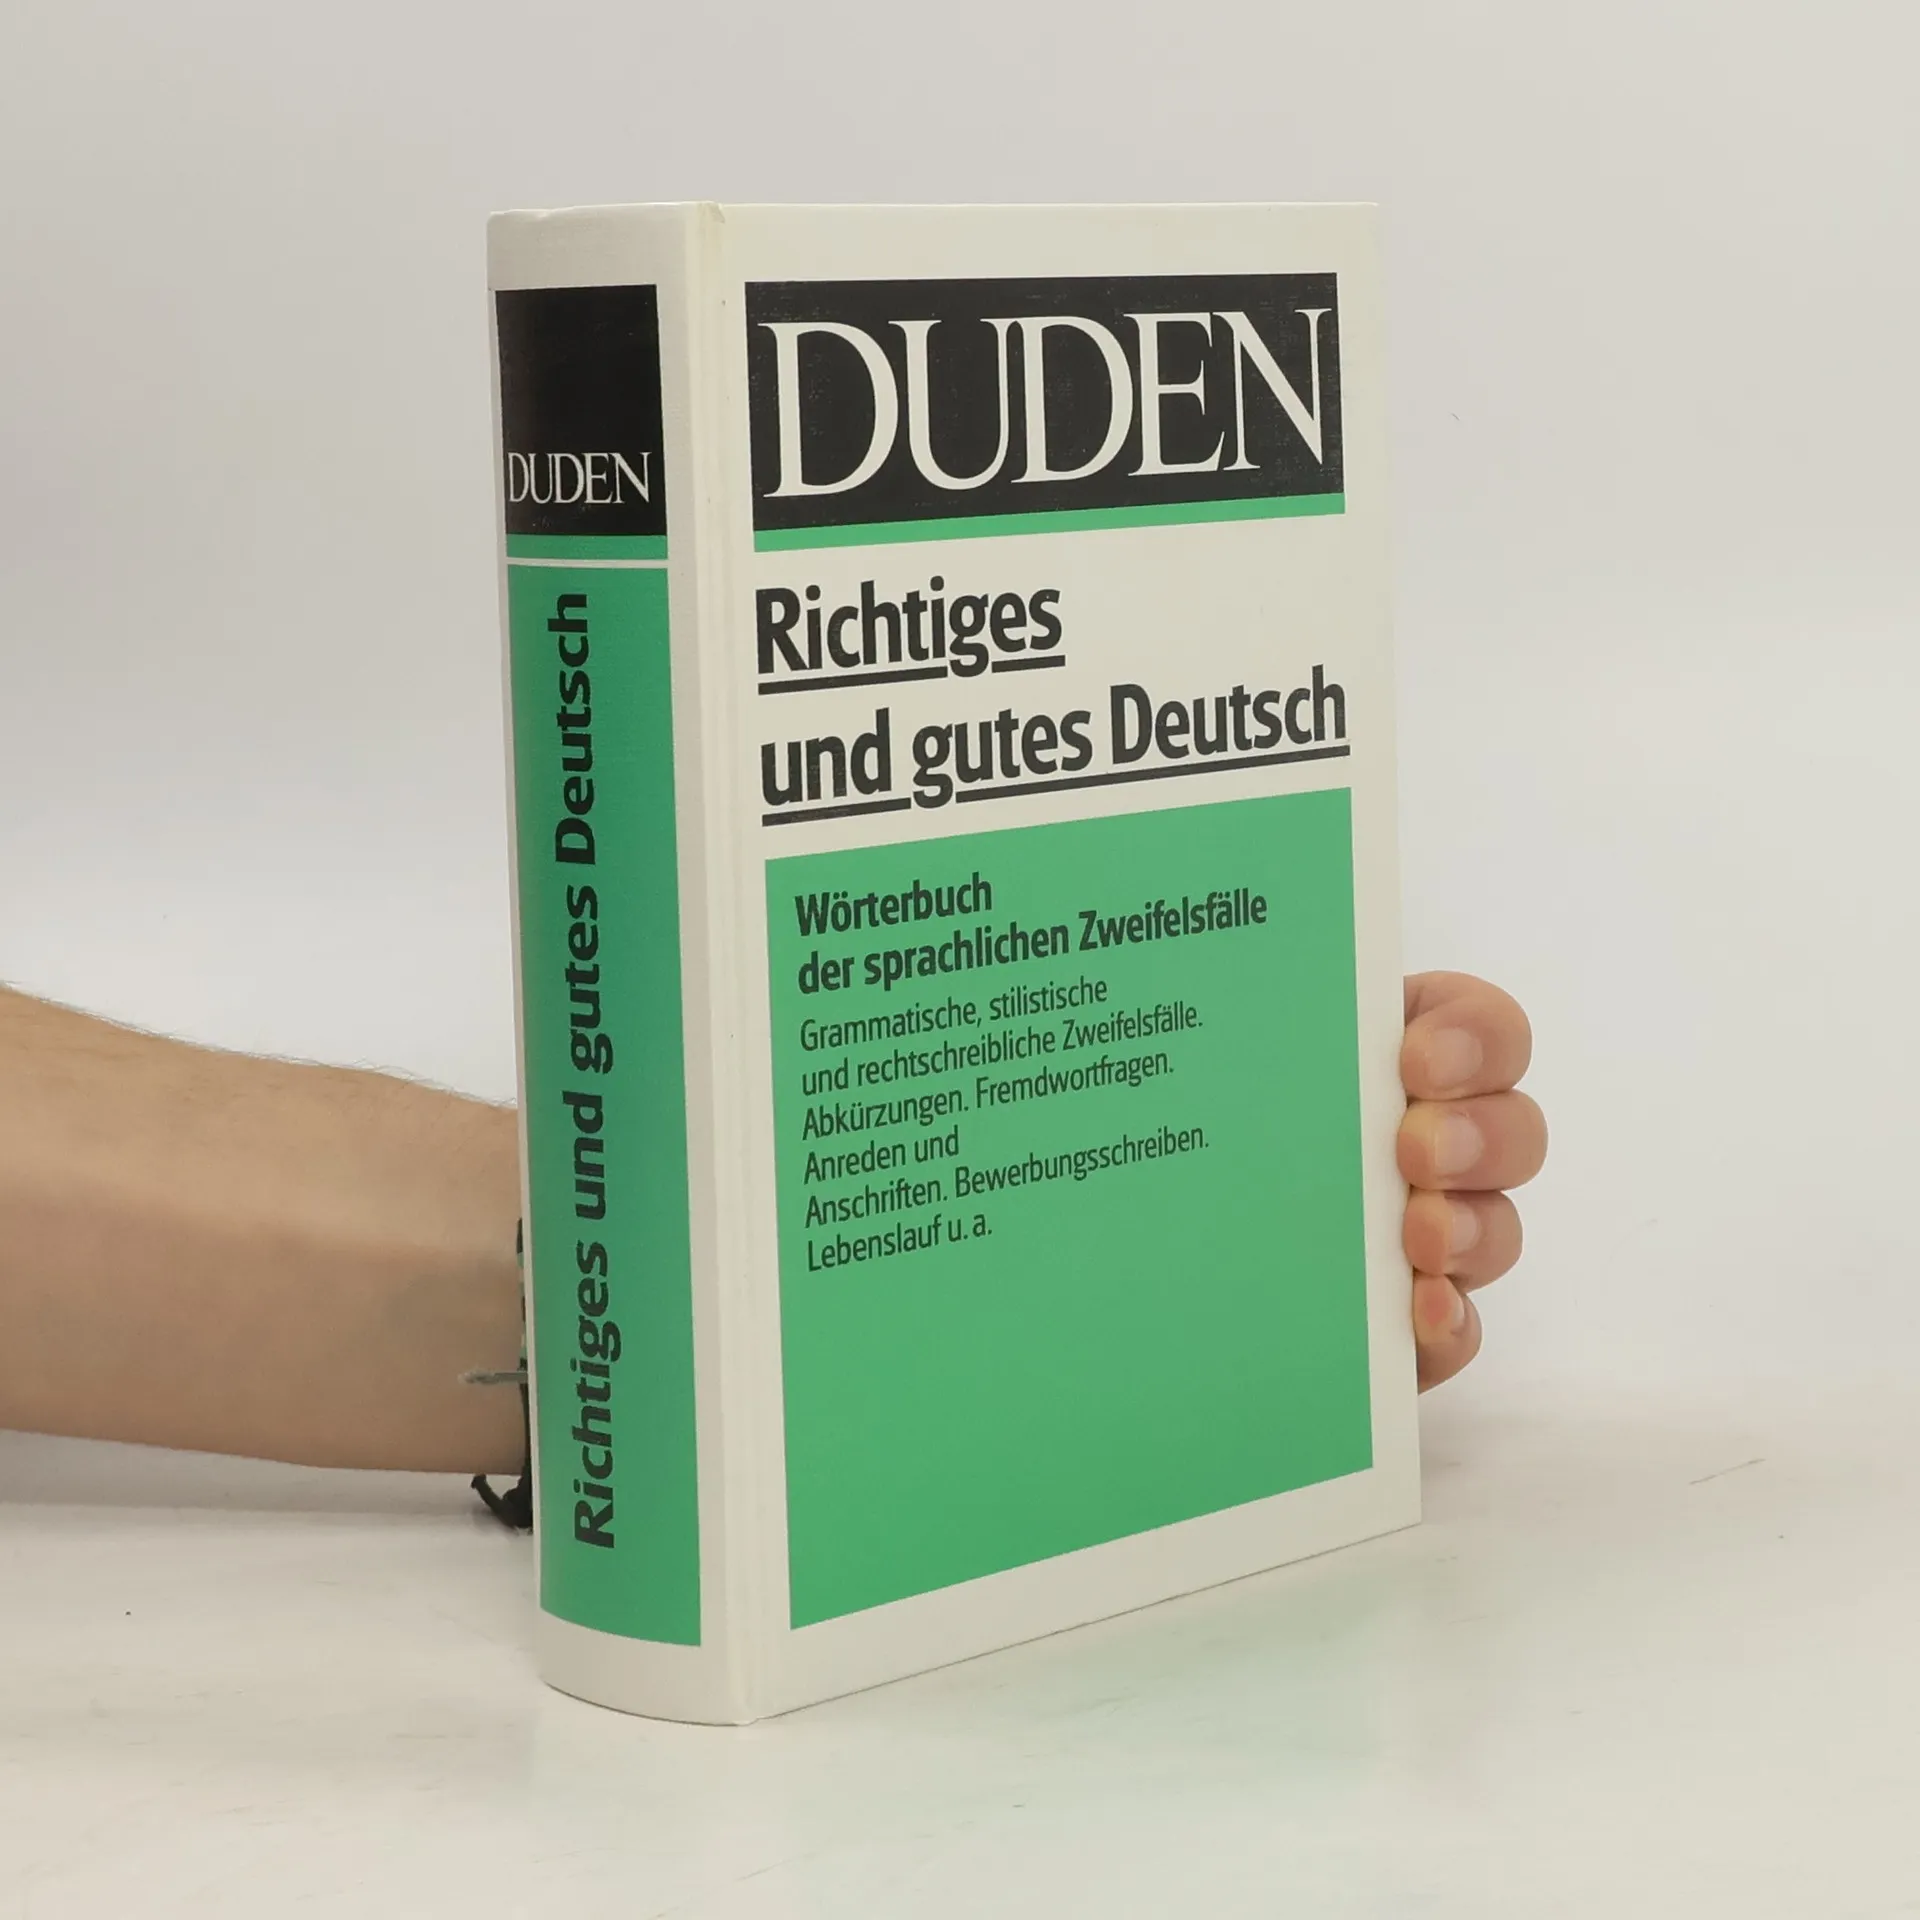 DUDEN
Richtiges und gutes Deutsch
DUDEN
Richtiges
und gutes Deutsch
Wörterbuch
der sprachlichen Zweifelsfälle
Grammatische, stilistische
und rechtschreibliche Zweifelsfälle.
Abkürzungen. Fremdwortfragen.
Anreden und
Anschriften. Bewerbungsschreiben.
Lebenslauf u. a.